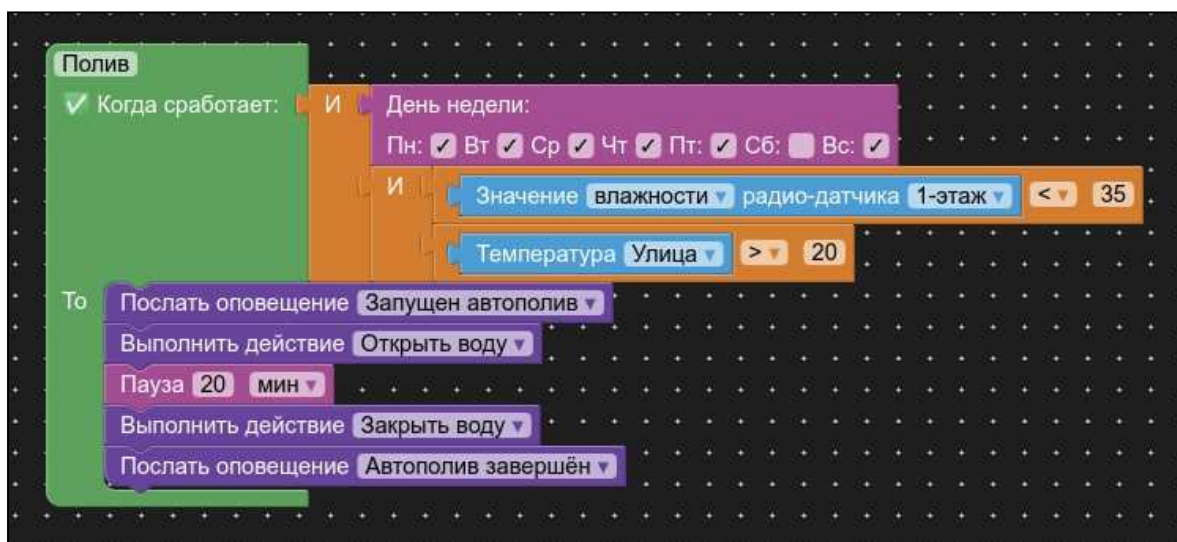 Полив
Когда сработает: И День недели:
Пн: Вт Ср Чт Пт: Сб: Вс:
И Значение влажности радио-датчика 1-этаж < 35
Температура Улица > 20
То Послать оповещение Запущен автополив
Выполнить действие Открыть воду
Пауза 20 мин
Выполнить действие Закрыть воду
Послать оповещение Автополив завершён